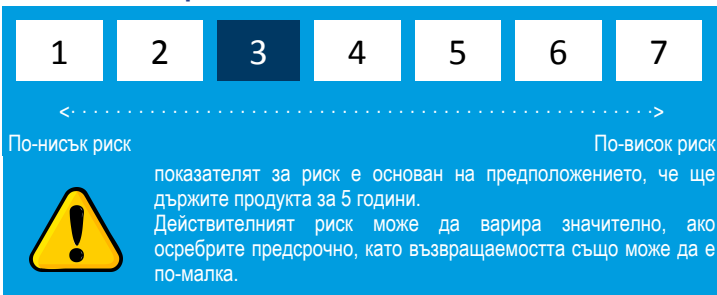 1 2 3 4 5 6 7
<·····················································>
По-нисък риск По-висок риск
показателят за риск е основан на предположението, че ще
държите продукта за 5 години.
Действителният риск може да варира значително, ако
осребрите предсрочно, като възвращаемостта също може да е
по-малка.